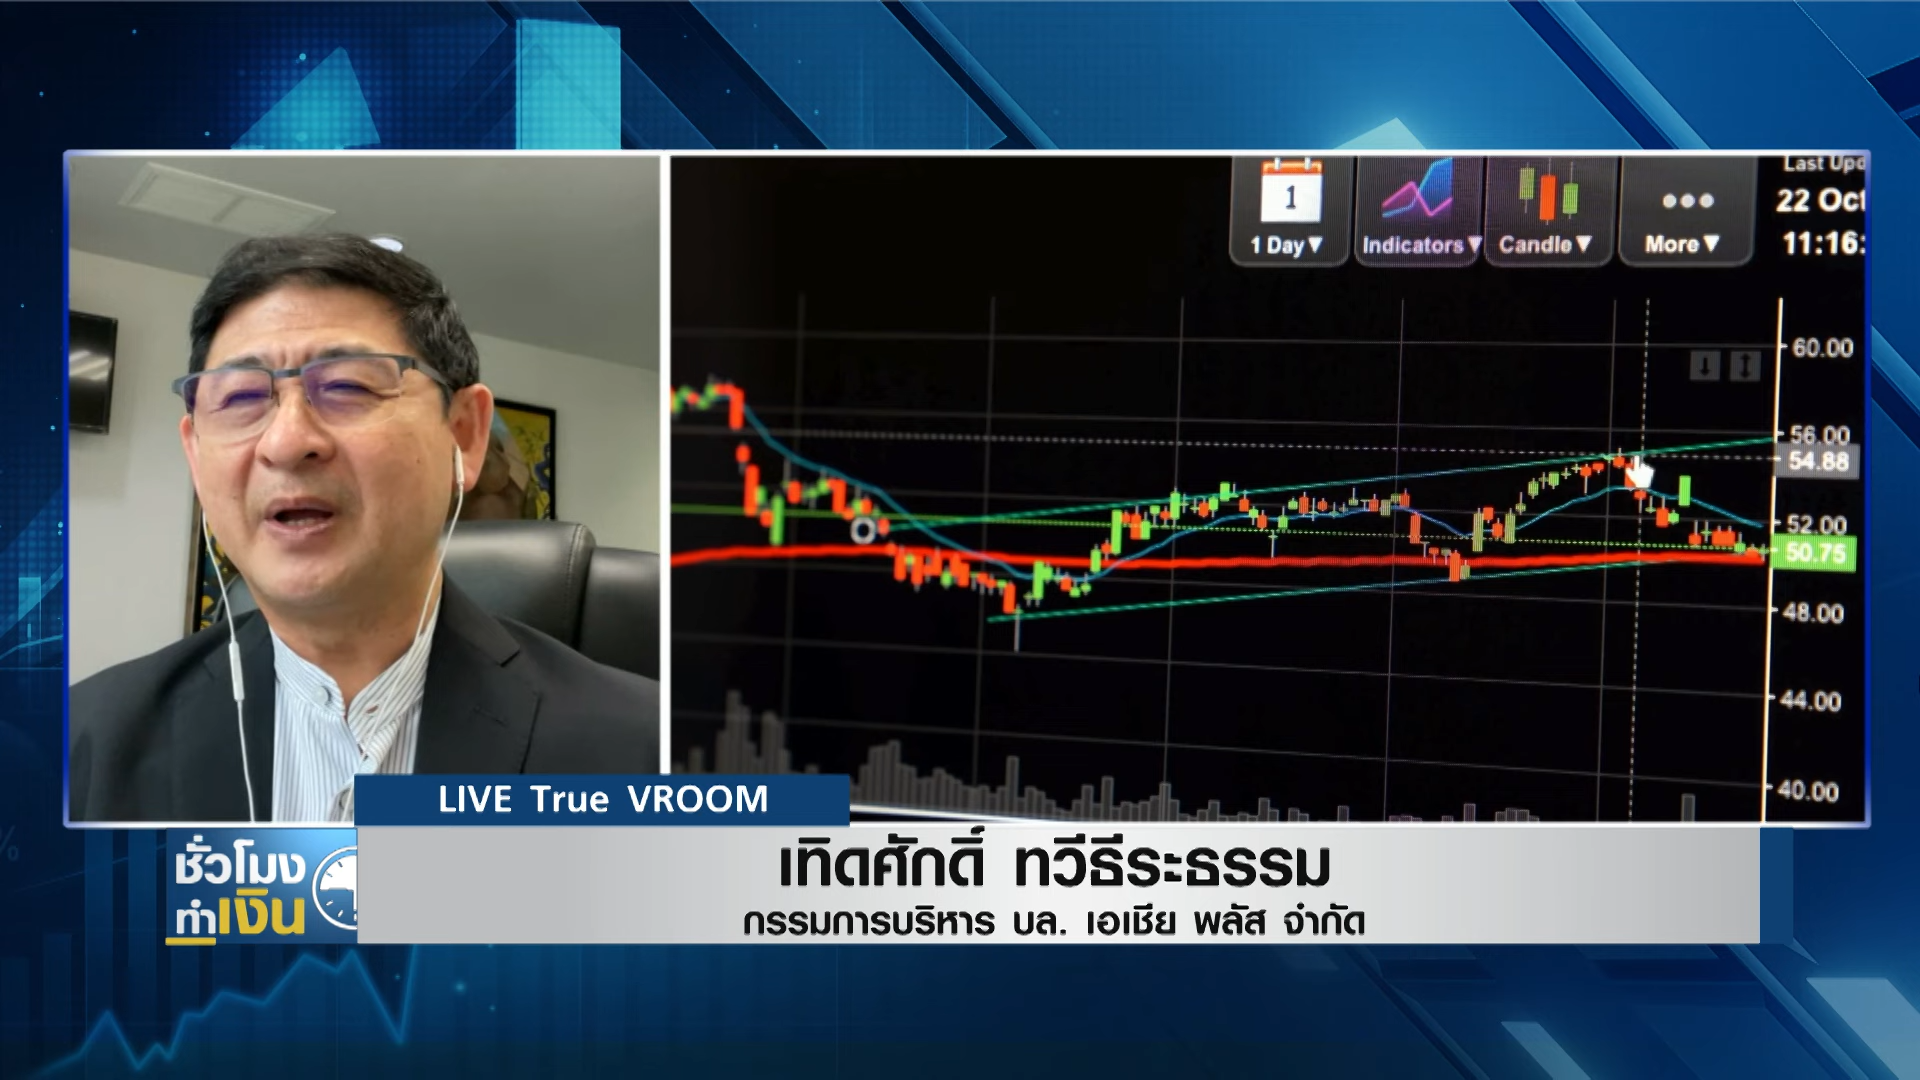 Last Upd
22 Oct
11:16:
1
1 Day▼
Indicators▼
Candle▼
More▼
60.00
56.00
54.88
52.00
50.75
48.00
44.00
40.00
LIVE True VROOM
ชั่วโมง
ทำเงิน
เทิดศักดิ์ ทวีธีระธรรม
กรรมการบริหาร บล. เอเซีย พลัส จำกัด